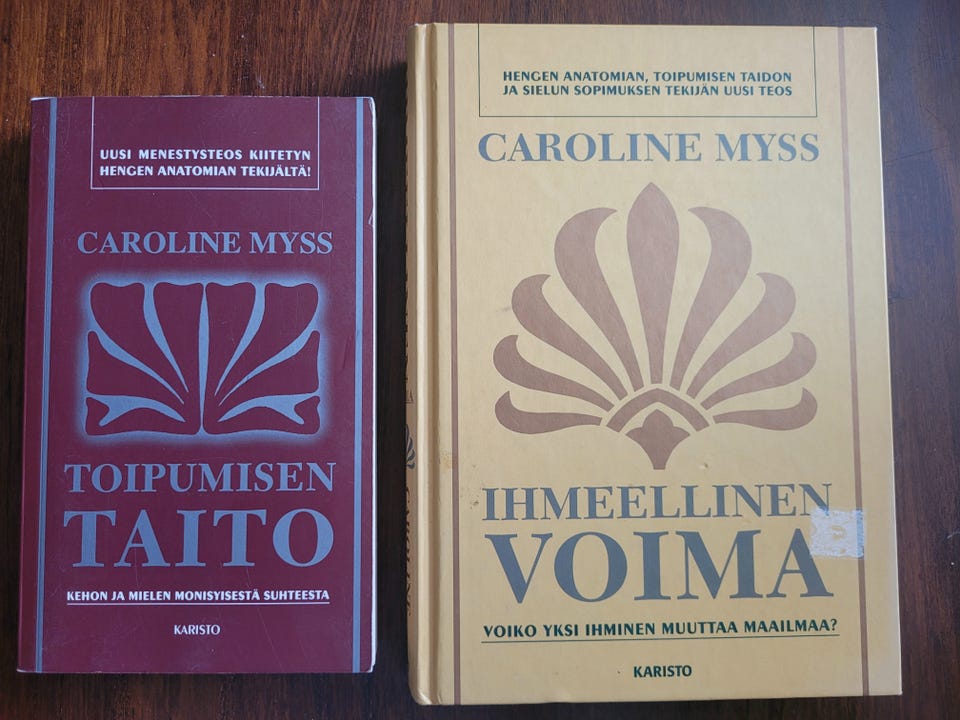 UUSI MENESTYSTEOS KIITETYN
HENGEN ANATOMIAN TEKIJÄLTÄ!
CAROLINE MYSS
TOIPUMISEN
TAITO
KEHON JA MIELEN MONISYISESTÄ SUHTEESTA
KARISTO
HENGEN ANATOMIAN, TOIPUMISEN TAIDON
JA SIELUN SOPIMUKSEN TEKIJÄN UUSI TEOS
CAROLINE MYSS
IHMEELLINEN
VOIMA
VOIKO YKSI IHMINEN MUUTTAA MAAILMAA?
KARISTO